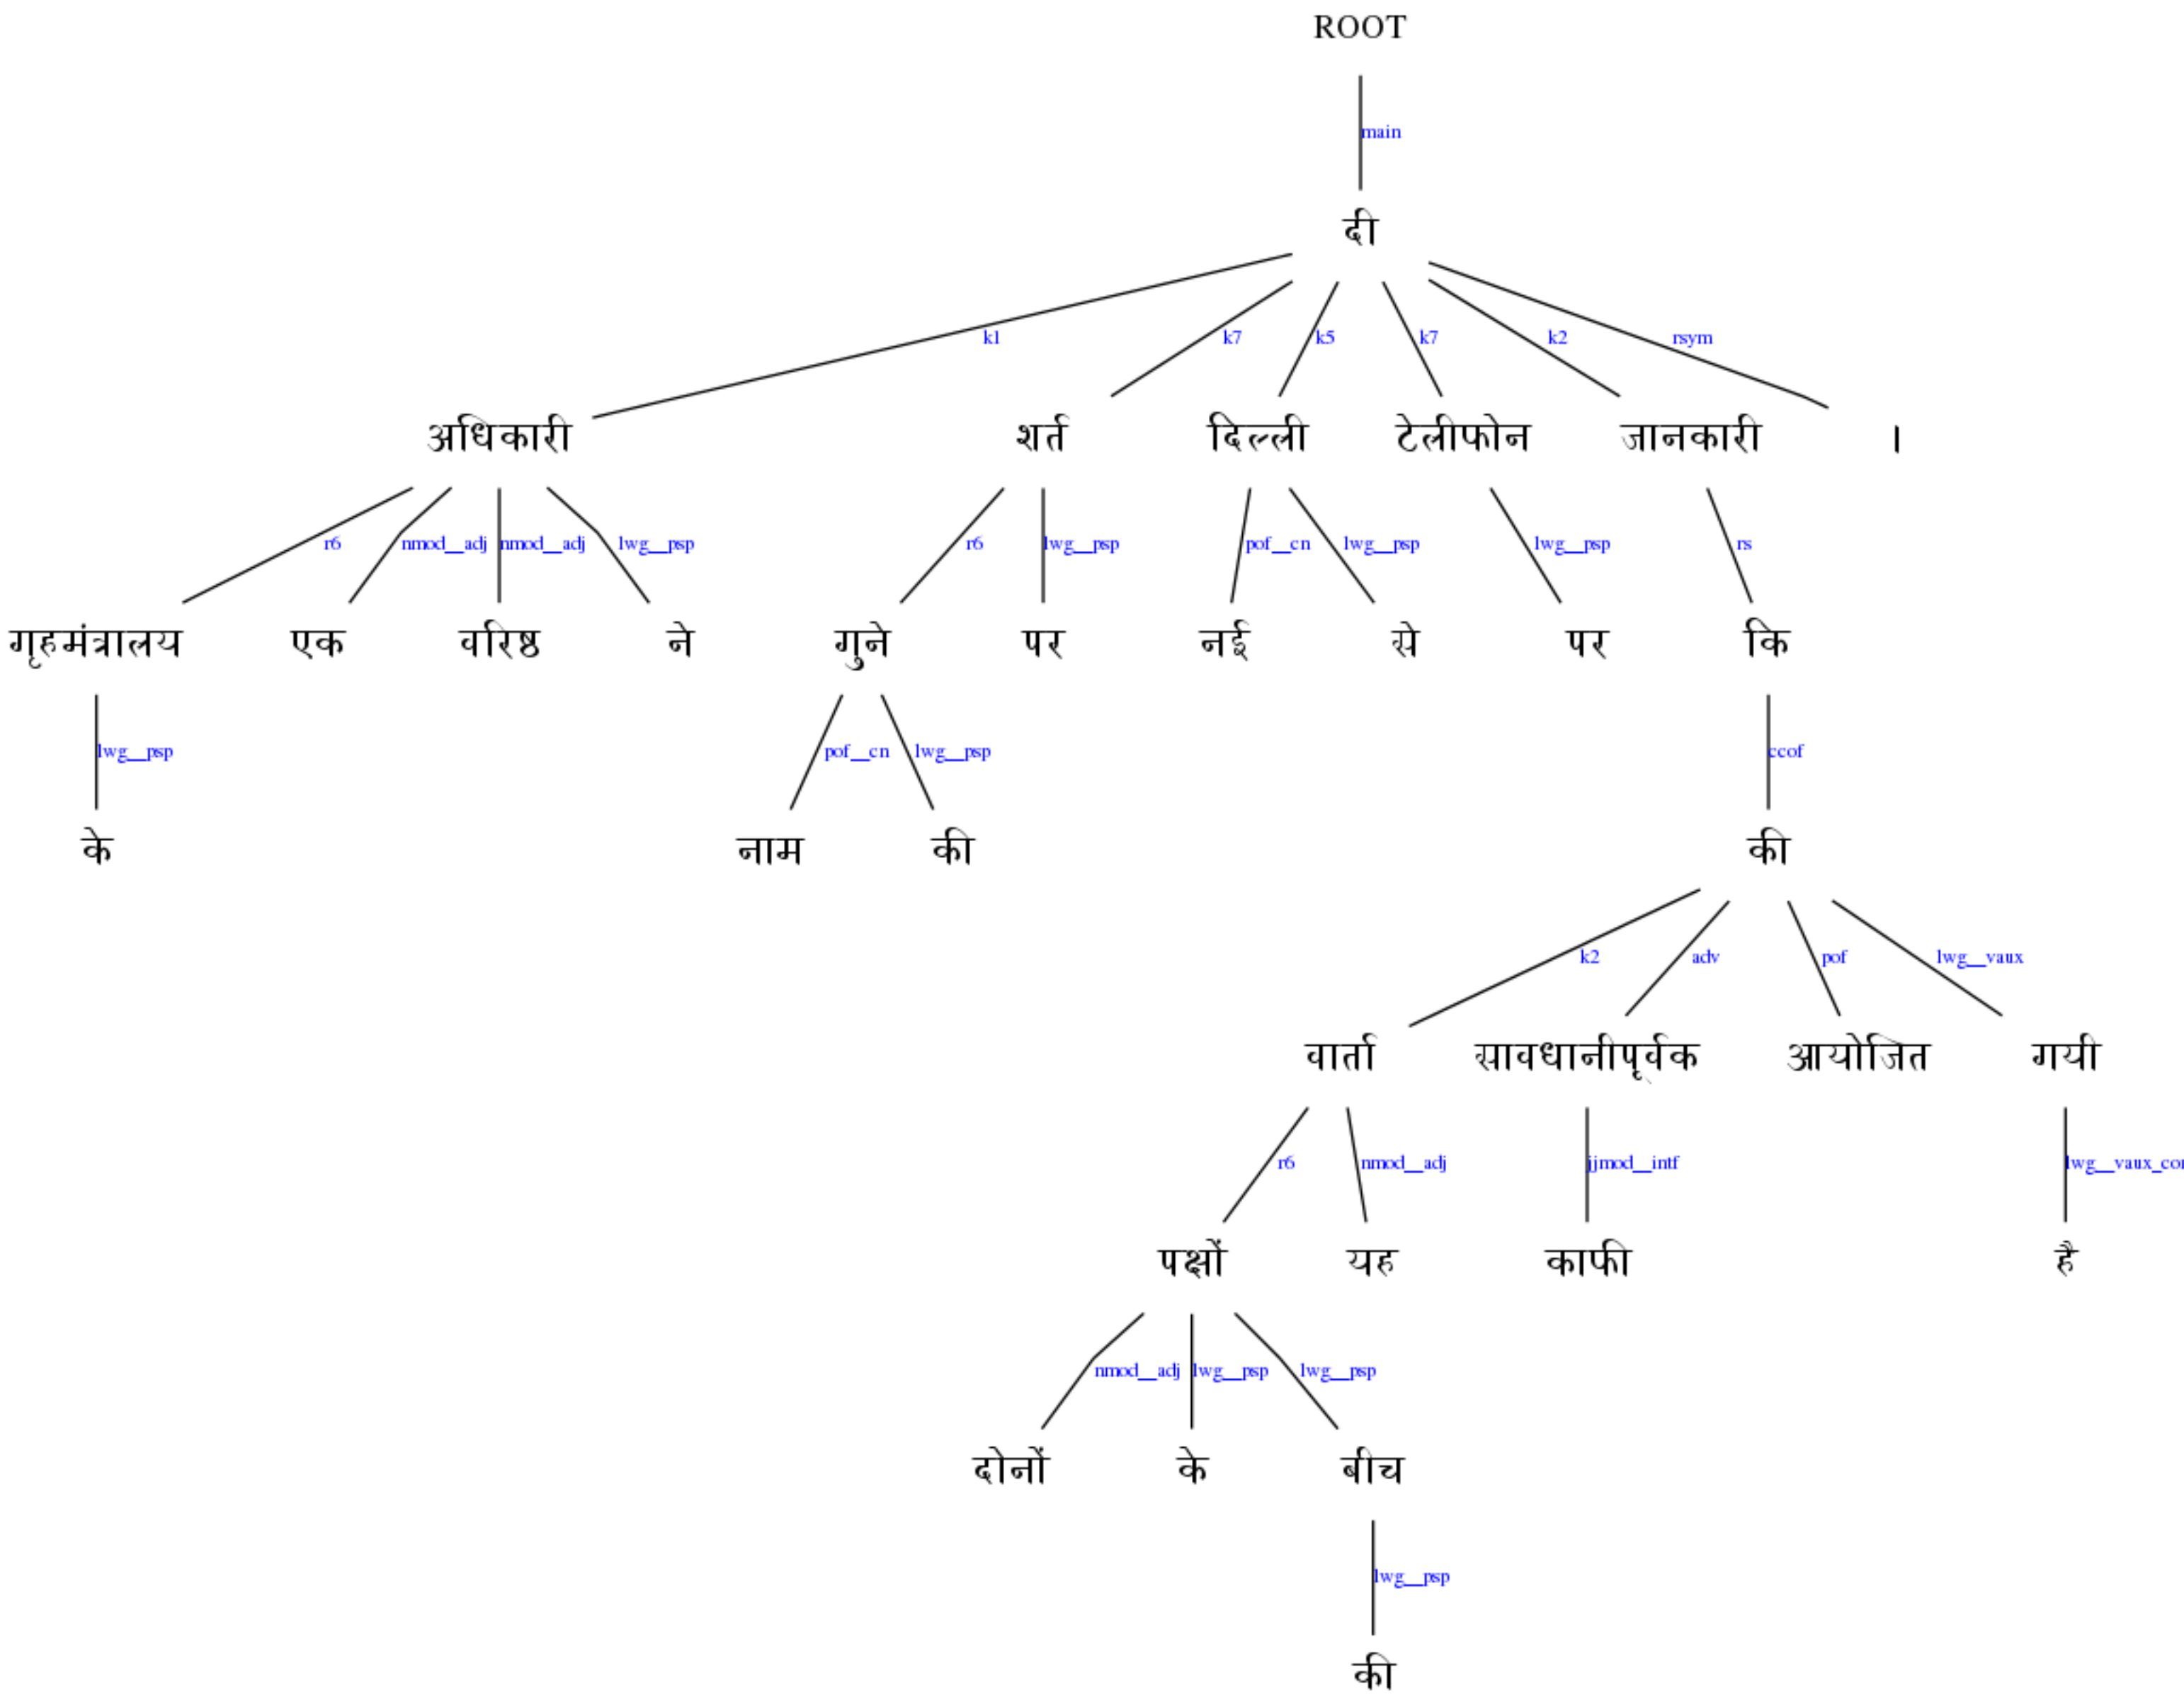 ROOT
main
दी
k1 k7 k5 k7 k2 rsym
अधिकारी शर्त दिल्ली टेलीफोन जानकारी ।
r6 nmod__adj nmod__adj lwg__psp r6 lwg__psp pof__cn lwg__psp lwg__psp rs
गृहमंत्रालय एक वरिष्ठ ने गुने पर नई से पर कि
lwg__psp pof__cn lwg__psp ccof
के नाम की की
k2 adv pof lwg__vaux
वार्ता सावधानीपूर्वक आयोजित गयी
r6 nmod__adj jjmod__intf lwg__vaux_cor
पक्षों यह काफी है
nmod__adj lwg__psp lwg__psp
दोनों के बीच
lwg__psp
की